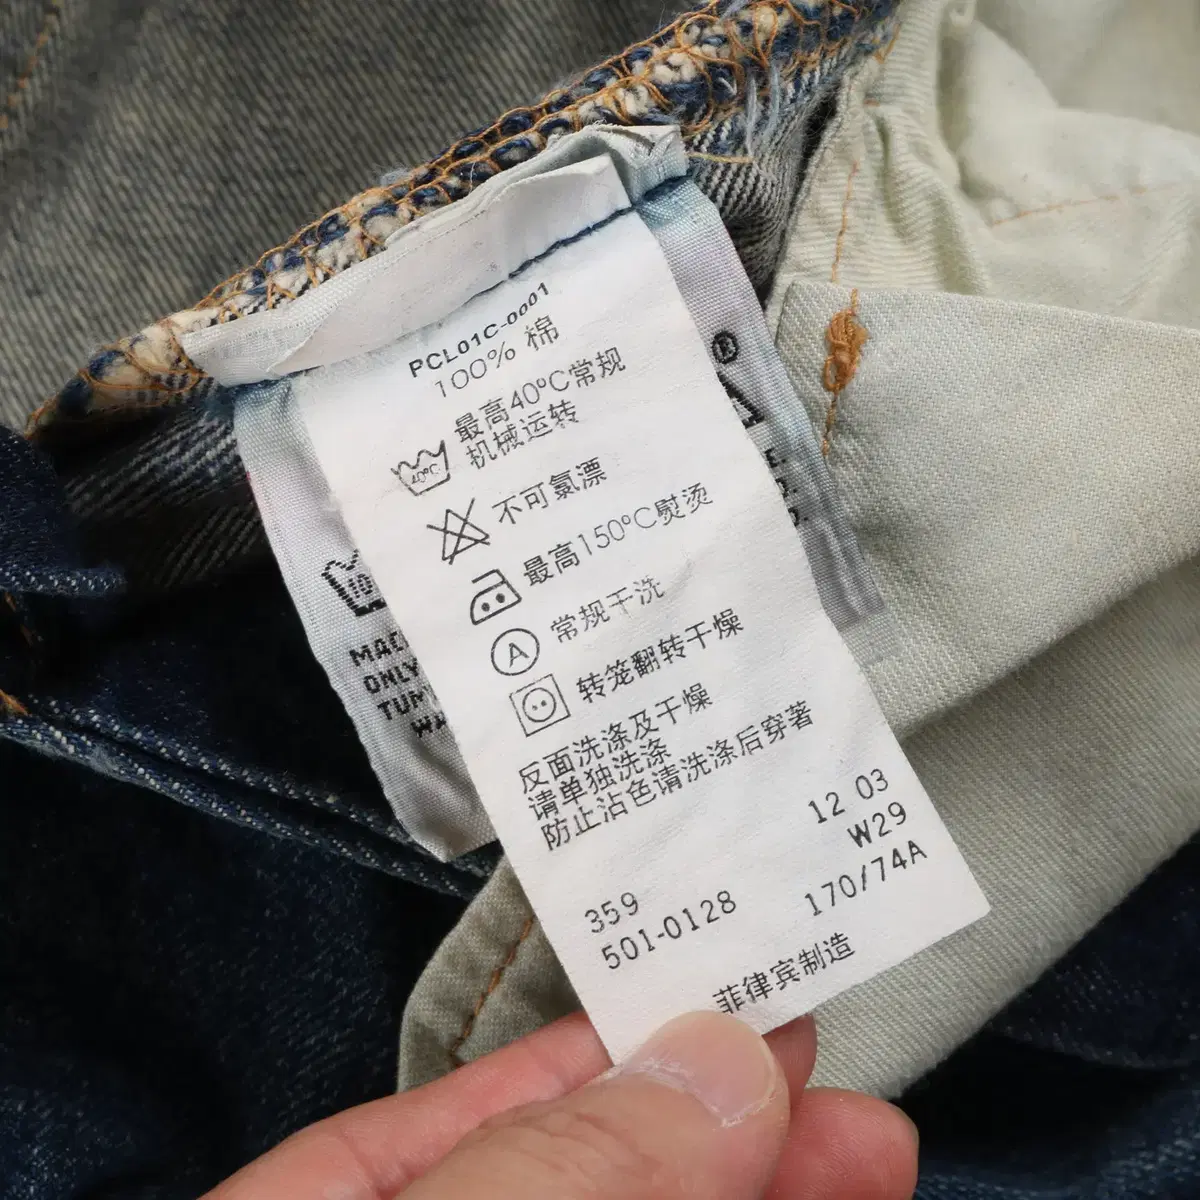 PCL01C-0001
100% 棉
最高40°C常规
机械运转
40°C
不可氯漂
最高150°C熨烫
A
常规干洗
转笼翻转干燥
反面洗涤及干燥
请单独洗涤
防止沾色请洗涤后穿著
12 03
W29
170/74A
359
501-0128
菲律宾制造
®
ONLY